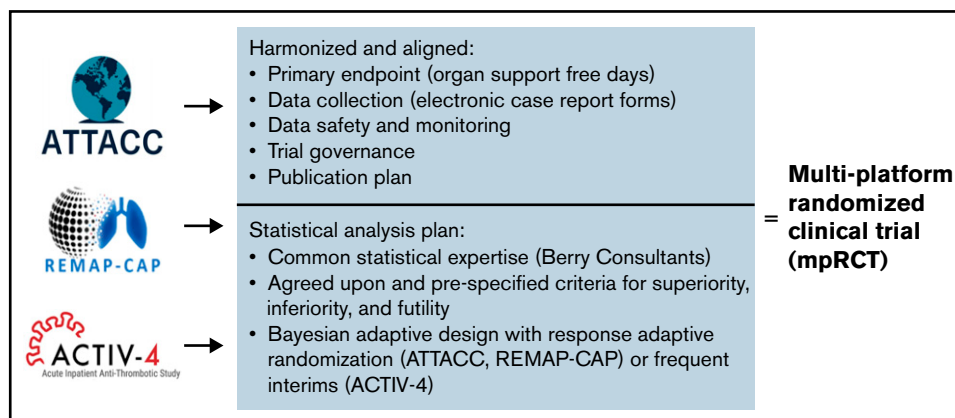 ATTACC
REMAP-CAP
ACTIV-4
Acute Inpatient Anti-Thrombotic Study
Harmonized and aligned:
• Primary endpoint (organ support free days)
• Data collection (electronic case report forms)
• Data safety and monitoring
• Trial governance
• Publication plan
Statistical analysis plan:
• Common statistical expertise (Berry Consultants)
• Agreed upon and pre-specified criteria for superiority,
inferiority, and futility
• Bayesian adaptive design with response adaptive
randomization (ATTACC, REMAP-CAP) or frequent
interims (ACTIV-4)
= Multi-platform
randomized
clinical trial
(mpRCT)